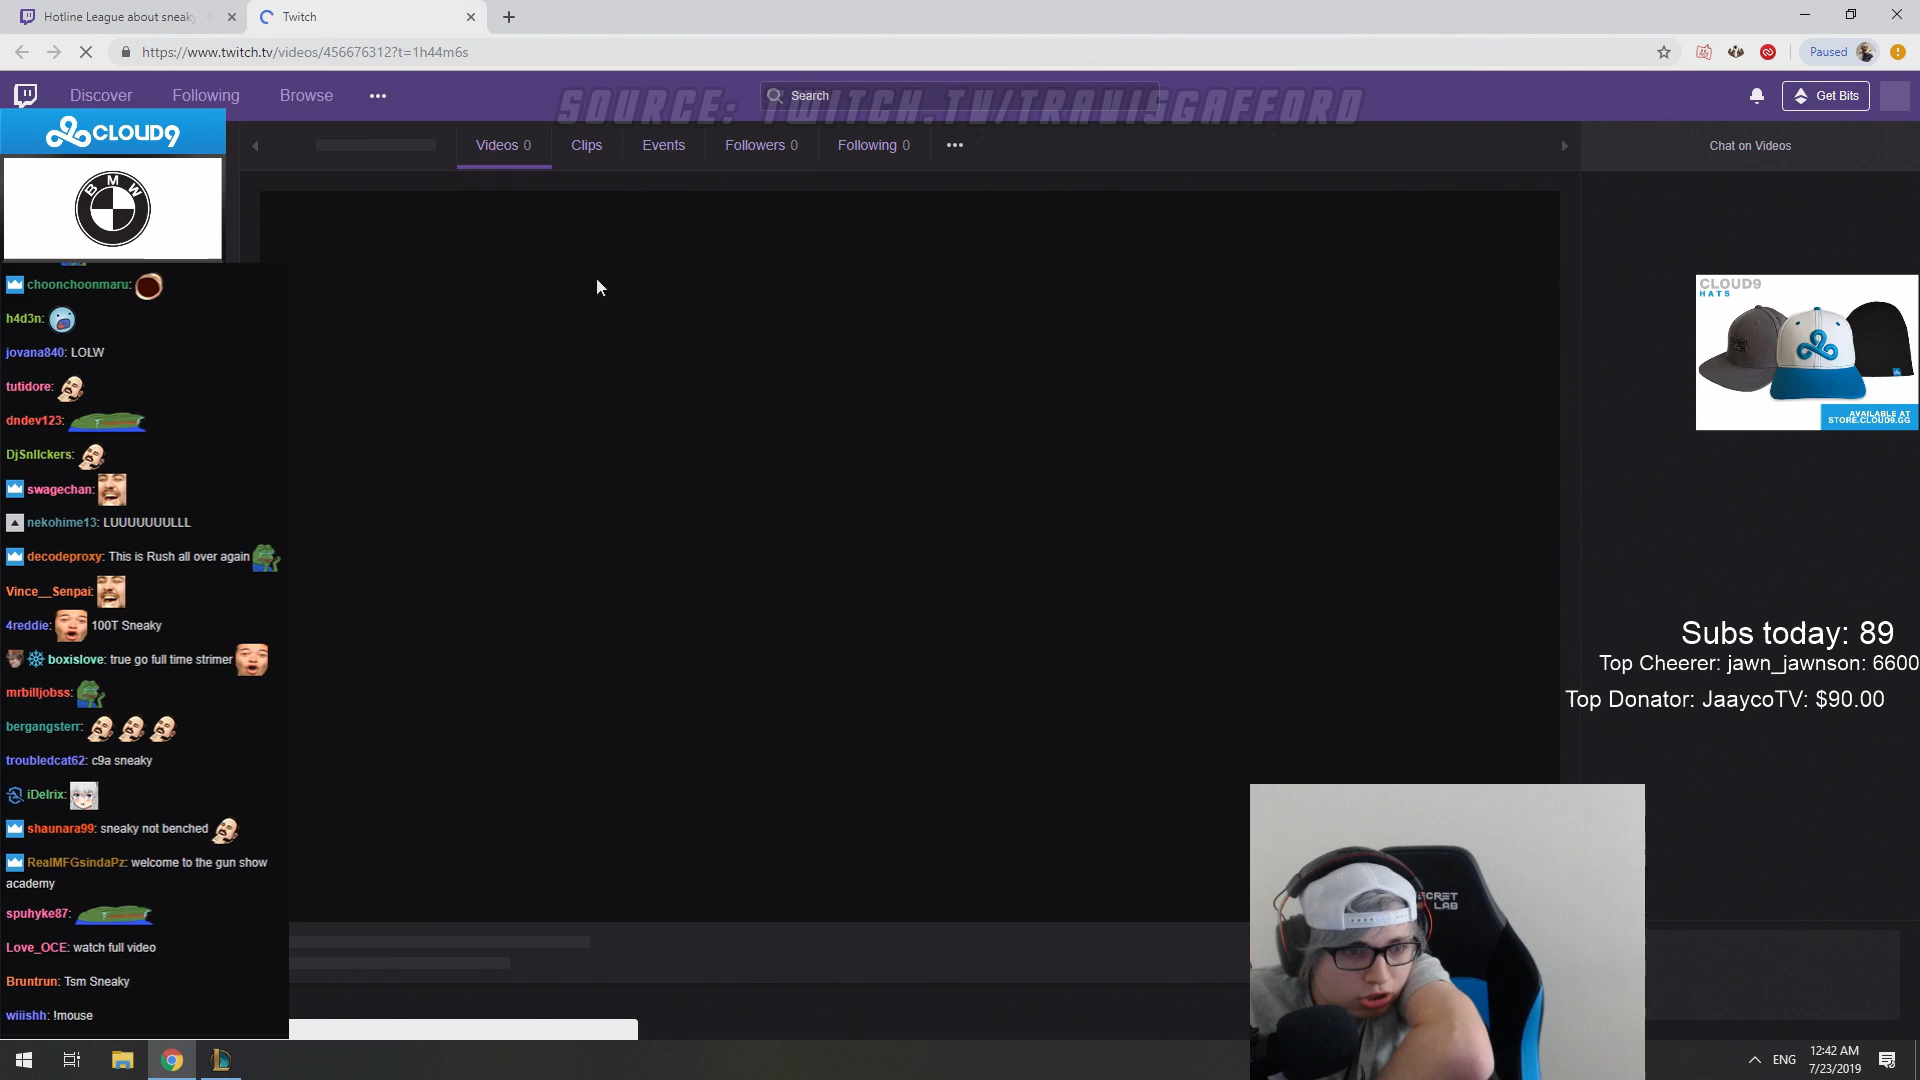 Hotline League about sneaky
Twitch
https://www.twitch.tv/videos/456676312?t=1h44m6s
Paused
Discover
Following
Browse
Search
Get Bits
SOURCE: TWITCH.TV/TRAVISGAFFORD
CLOUD9
Videos 0
Clips
Events
Followers 0
Following 0
Chat on Videos
BMW
choonchoonmaru:
h4d3n:
jovana840: LOLW
tutidore:
dndev123:
swagechan:
nekohime13: LUUUUUUULLL
decodeproxy: This is Rush all over again
Vince__Senpai:
4reddie: 100T Sneaky
boxislove: true go full time strimer
mrbilljobss:
bergangsterr:
troubledcat62: c9a sneaky
shaunara99: sneaky not benched
RealMFGsindaPz: welcome to the gun show
academy
spuhyke87:
Love_OCE: watch full video
Bruntrun: Tsm Sneaky
wiiishh: !mouse
CLOUD9
HATS
AVAILABLE AT
STORE.CLOUD9.GG
Subs today: 89
Top Cheerer: jawn_jawnson: 6600
Top Donator: JaaycoTV: $90.00
SECRET
LAB
ENG
12:42 AM
7/23/2019